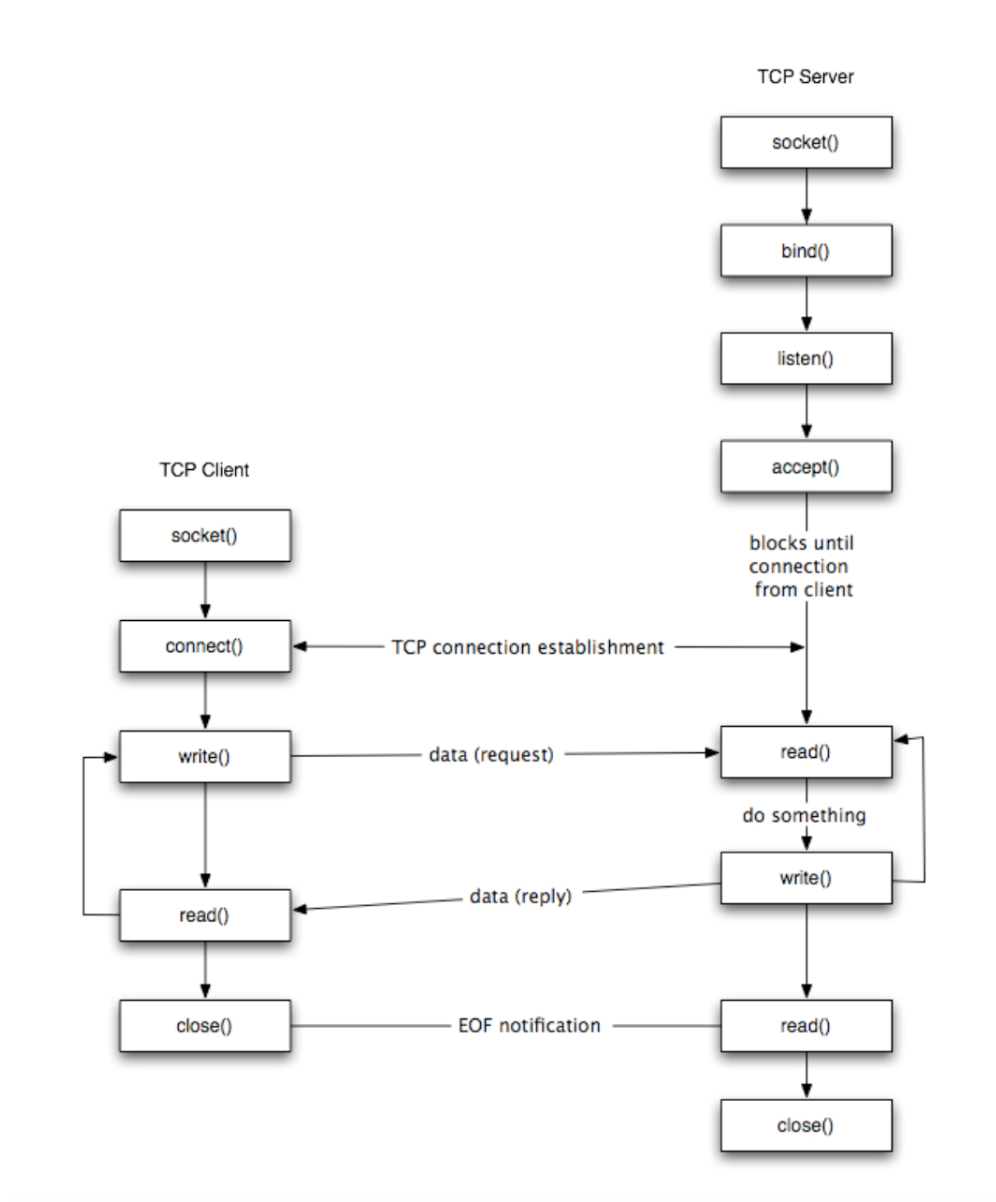 TCP Server
socket()
bind()
listen()
accept()
blocks until
connection
from client
TCP Client
socket()
connect()
TCP connection establishment
write()
data (request)
read()
do something
write()
data (reply)
read()
close()
EOF notification
read()
close()